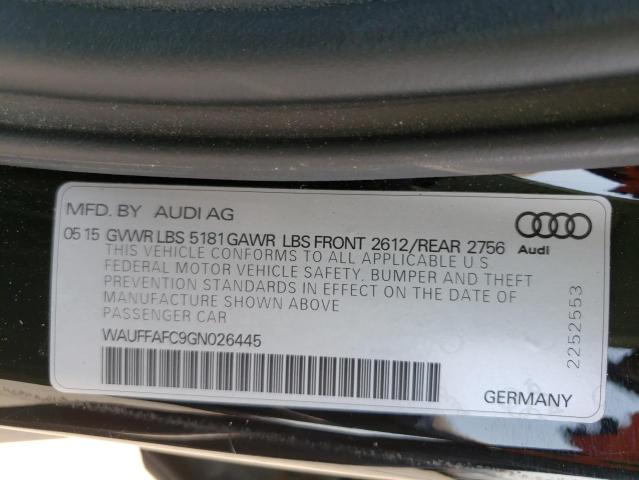 MFD. BY AUDI AG
Audi
05 15 GVWR LBS 5181 GAWR LBS FRONT 2612/REAR 2756
THIS VEHICLE CONFORMS TO ALL APPLICABLE U.S.
FEDERAL MOTOR VEHICLE SAFETY, BUMPER AND THEFT
PREVENTION STANDARDS IN EFFECT ON THE DATE OF
MANUFACTURE SHOWN ABOVE
PASSENGER CAR
WAUFFAFC9GN026445
GERMANY
2252553